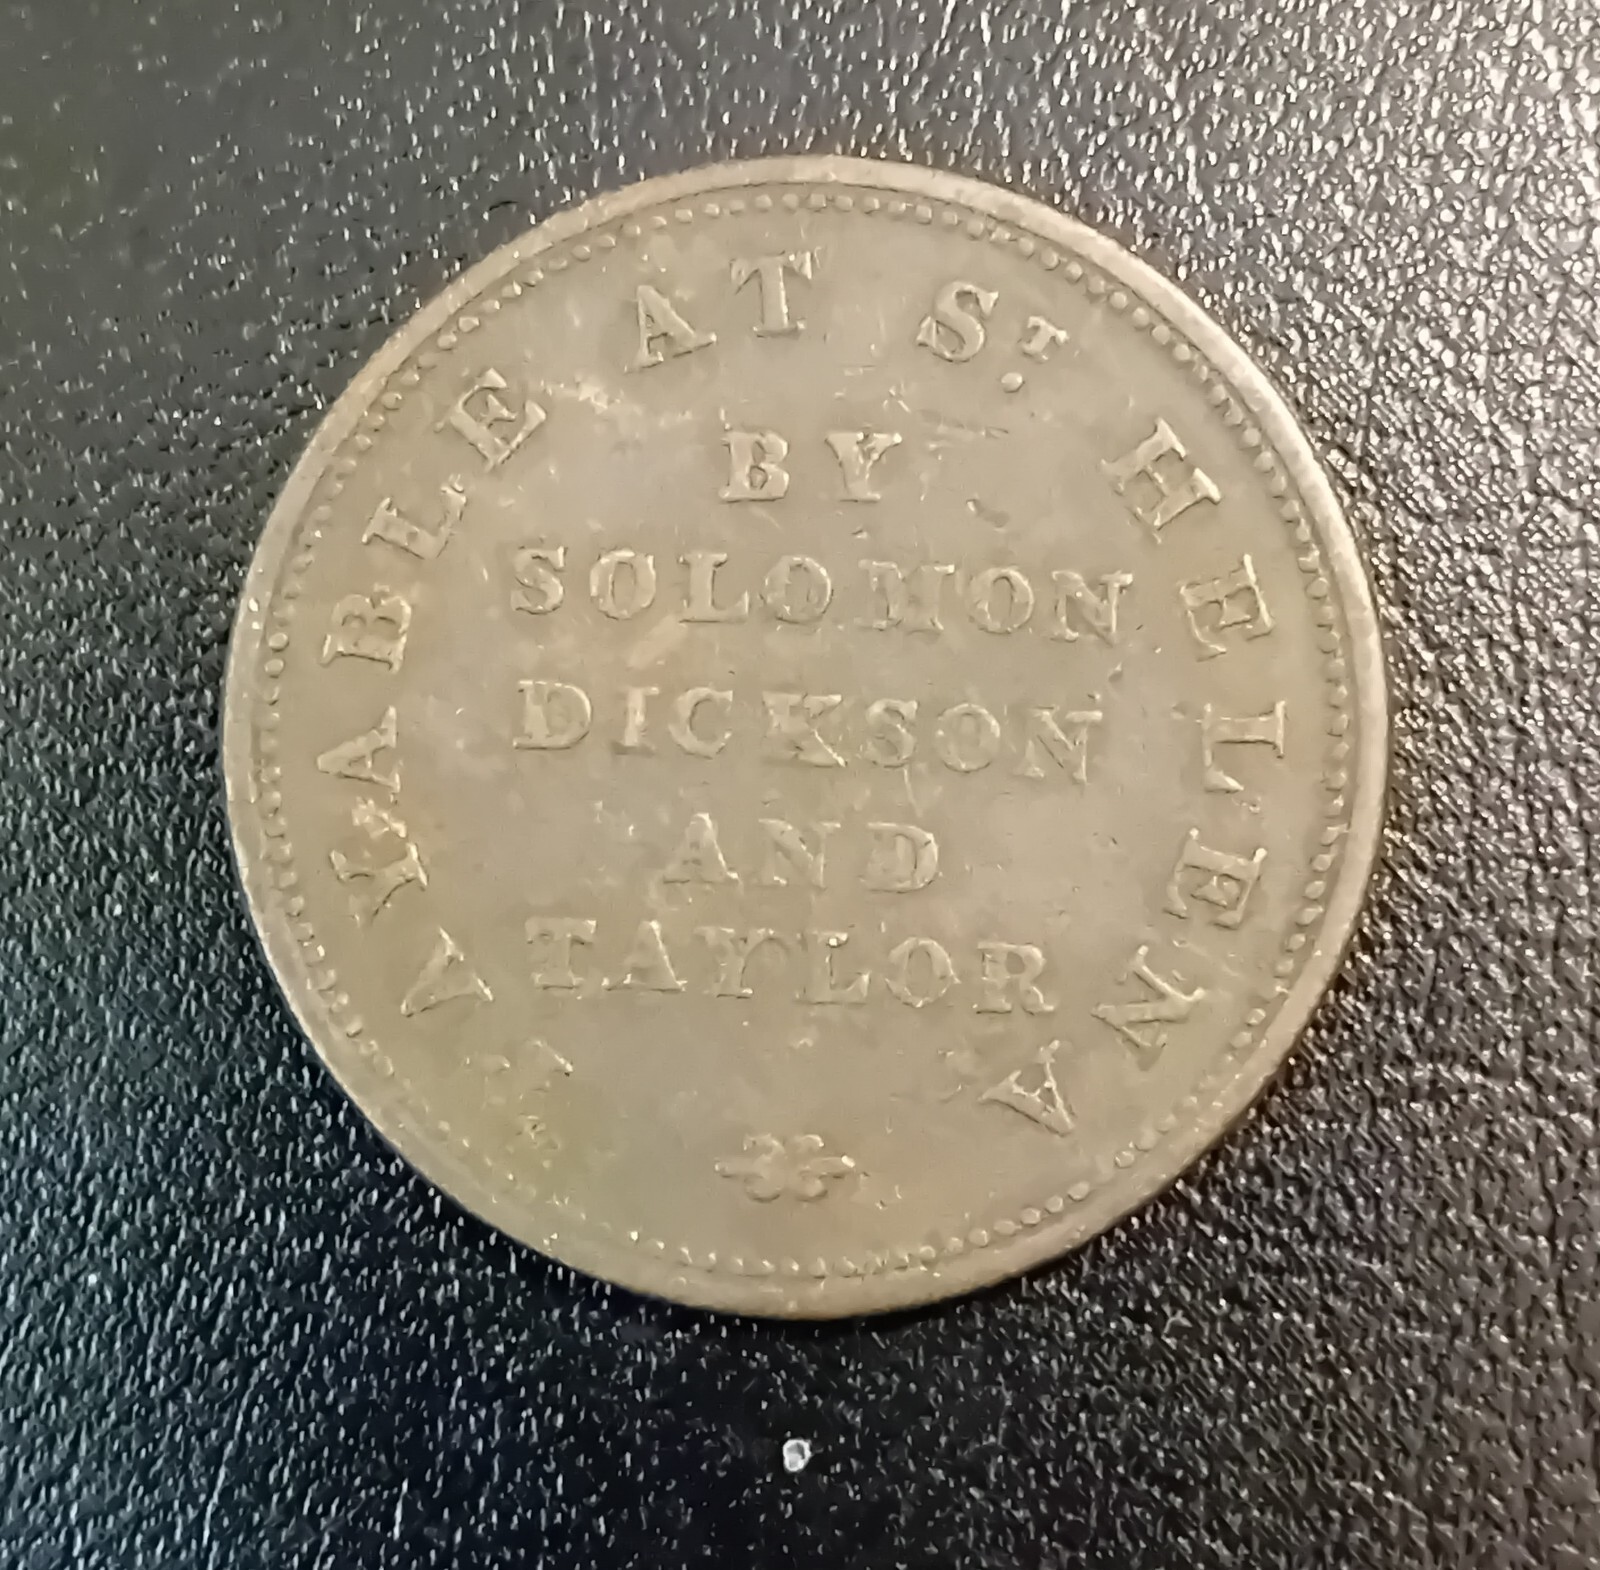 PAYABLE AT ST. HELENA
BY
SOLOMON
DICKSON
AND
TAYLOR